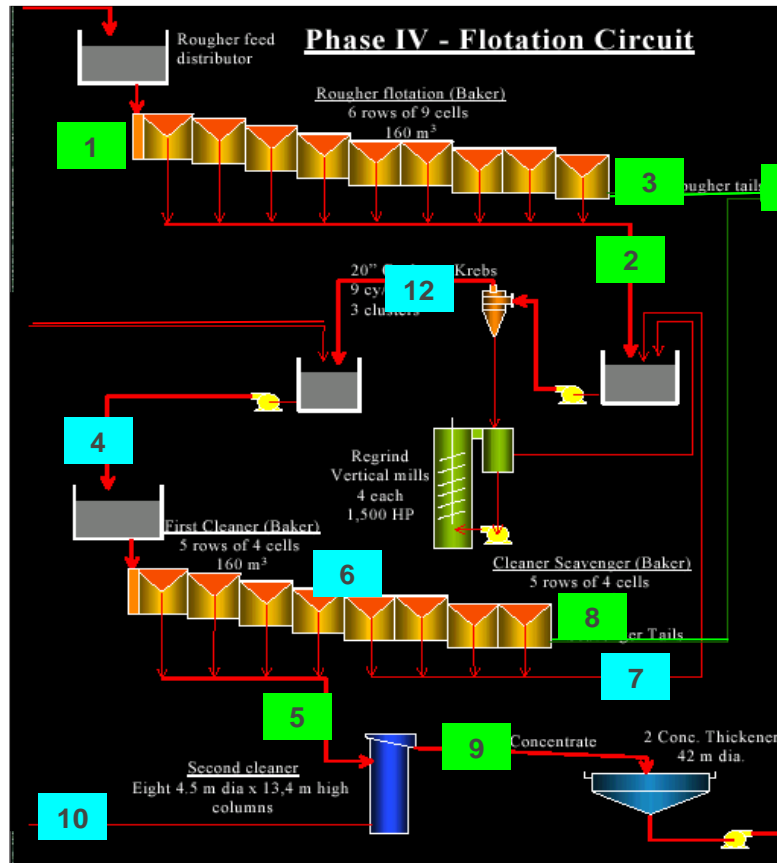 Phase IV - Flotation Circuit
Rougher feed
distributor
Rougher flotation (Baker)
6 rows of 9 cells
160 m³
1
3
tails
2
20”
Krebs
9
3 clusters
12
4
Regrind
Vertical mills
4 each
1,500 HP
First Cleaner (Baker)
5 rows of 4 cells
160 m³
6
Cleaner Scavenger (Baker)
5 rows of 4 cells
8
Tails
7
5
9
Concentrate
2 Conc. Thickener
42 m dia.
Second cleaner
Eight 4.5 m dia x 13,4 m high
columns
10